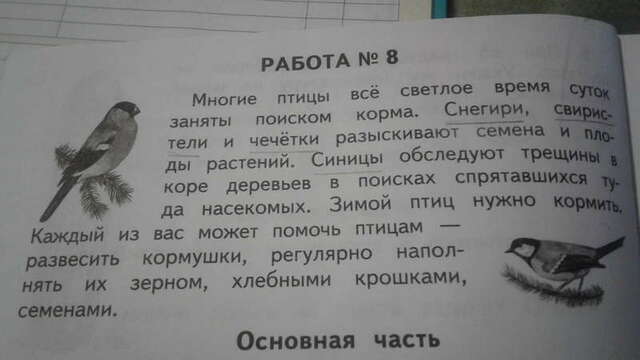 РАБОТА № 8
Многие птицы всё светлое время суток
заняты поиском корма. Снегири, свирис-
тели и чечётки разыскивают семена и пло-
ды растений. Синицы обследуют трещины в
коре деревьев в поисках спрятавшихся ту-
да насекомых. Зимой птиц нужно кормить.
Каждый из вас может помочь птицам —
развесить кормушки, регулярно напол-
нять их зерном, хлебными крошками,
семенами.
Основная часть